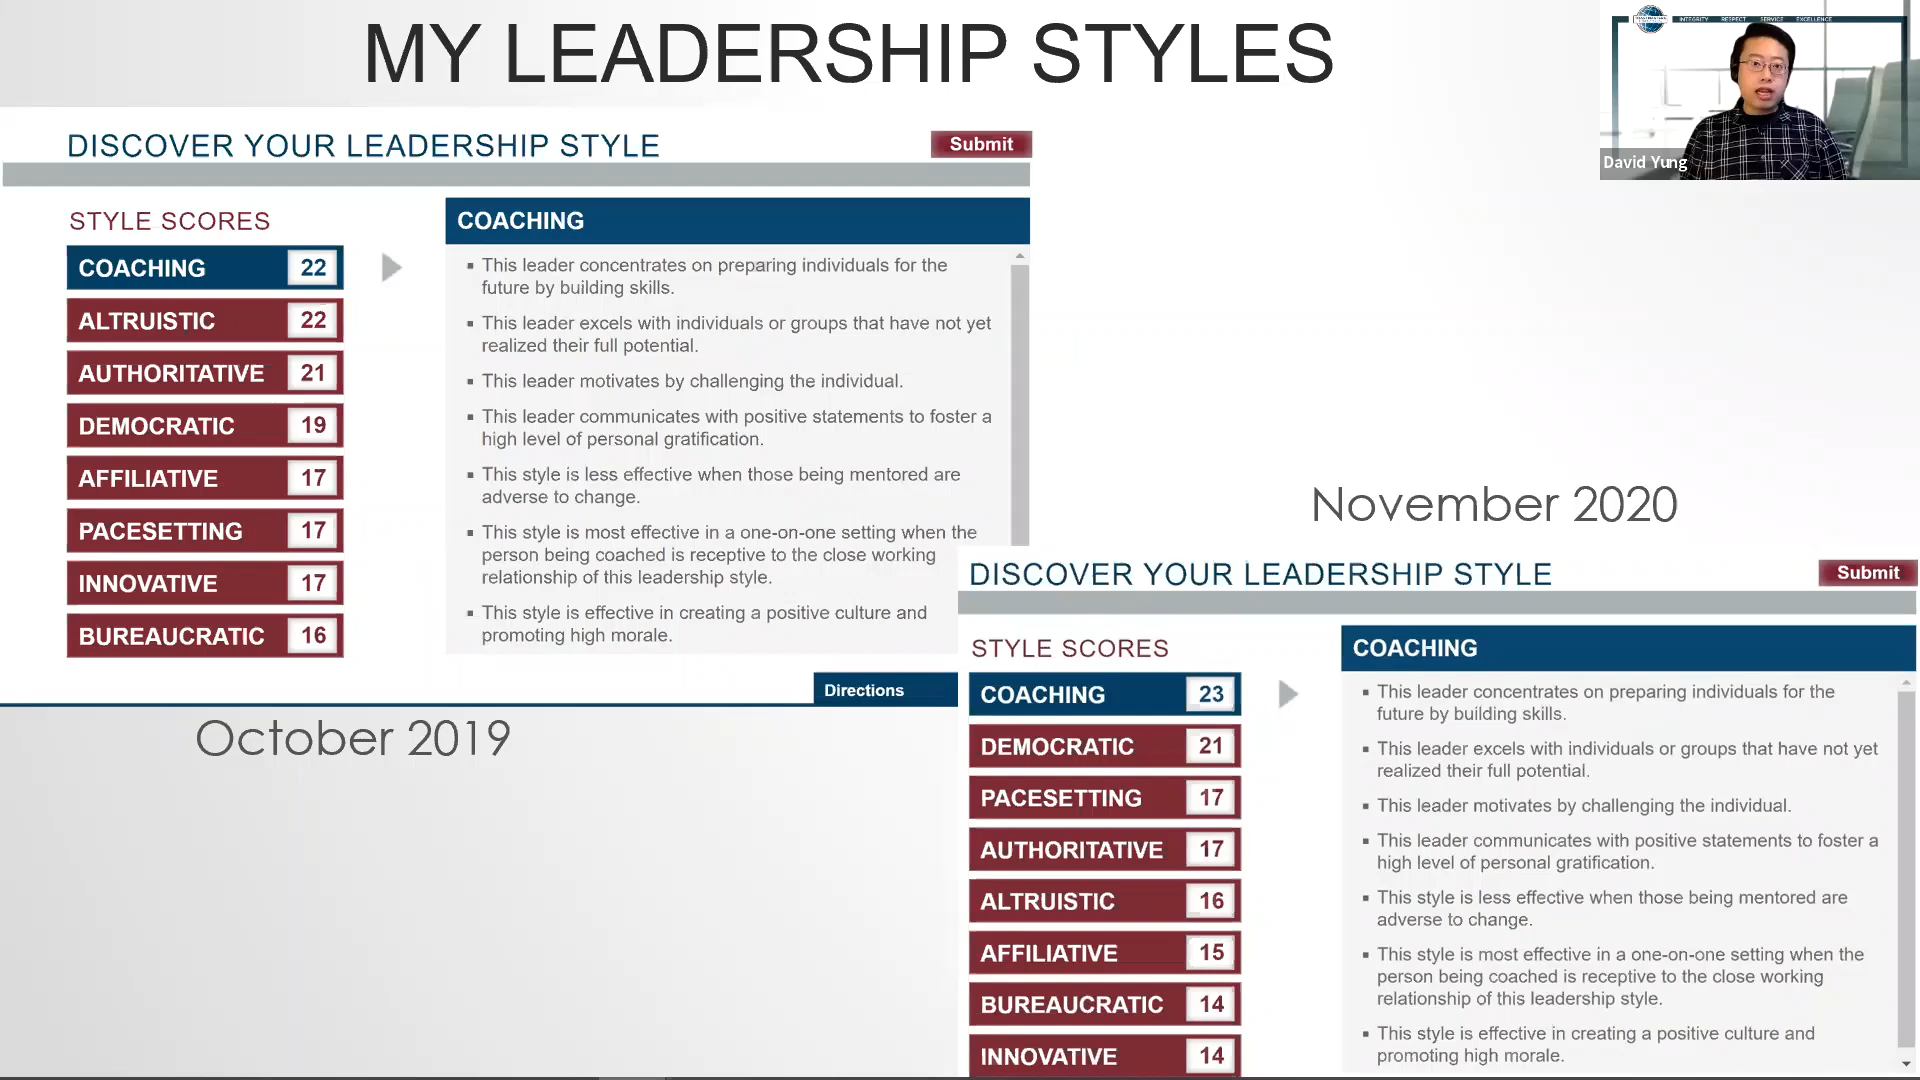 MY LEADERSHIP STYLES
INTEGRITY RESPECT SERVICE EXCELLENCE
David Yung
DISCOVER YOUR LEADERSHIP STYLE
Submit
STYLE SCORES
COACHING 22
ALTRUISTIC 22
AUTHORITATIVE 21
DEMOCRATIC 19
AFFILIATIVE 17
PACESETTING 17
INNOVATIVE 17
BUREAUCRATIC 16
COACHING
▪ This leader concentrates on preparing individuals for the
future by building skills.
▪ This leader excels with individuals or groups that have not yet
realized their full potential.
▪ This leader motivates by challenging the individual.
▪ This leader communicates with positive statements to foster a
high level of personal gratification.
▪ This style is less effective when those being mentored are
adverse to change.
▪ This style is most effective in a one-on-one setting when the
person being coached is receptive to the close working
relationship of this leadership style.
▪ This style is effective in creating a positive culture and
promoting high morale.
Directions
October 2019
November 2020
DISCOVER YOUR LEADERSHIP STYLE
Submit
STYLE SCORES
COACHING 23
DEMOCRATIC 21
PACESETTING 17
AUTHORITATIVE 17
ALTRUISTIC 16
AFFILIATIVE 15
BUREAUCRATIC 14
INNOVATIVE 14
COACHING
▪ This leader concentrates on preparing individuals for the
future by building skills.
▪ This leader excels with individuals or groups that have not yet
realized their full potential.
▪ This leader motivates by challenging the individual.
▪ This leader communicates with positive statements to foster a
high level of personal gratification.
▪ This style is less effective when those being mentored are
adverse to change.
▪ This style is most effective in a one-on-one setting when the
person being coached is receptive to the close working
relationship of this leadership style.
▪ This style is effective in creating a positive culture and
promoting high morale.